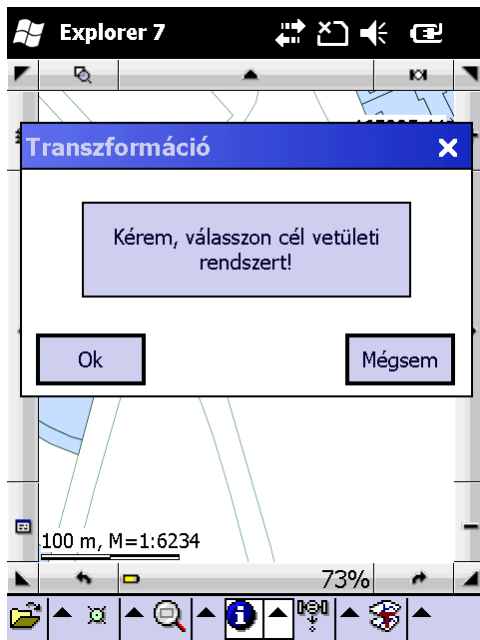 Explorer 7
Transzformáció
Kérem, válasszon cél vetületi
rendszert!
Ok
Mégsem
100 m, M=1:6234
73%